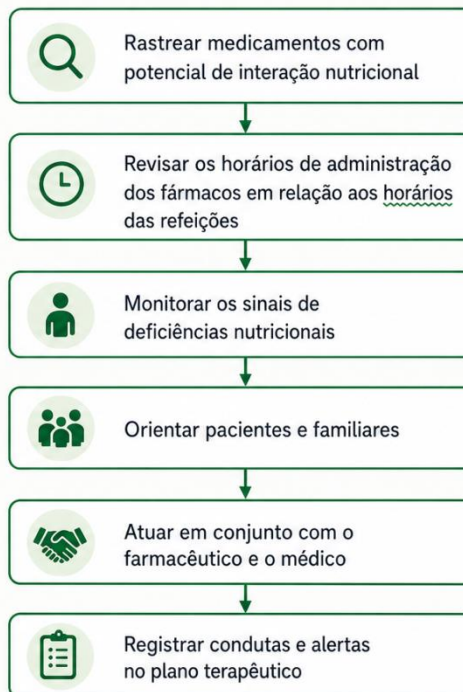 Rastrear medicamentos com
potencial de interação nutricional
Revisar os horários de administração
dos fármacos em relação aos horários
das refeições
Monitorar os sinais de
deficiências nutricionais
Orientar pacientes e familiares
Atuar em conjunto com o
farmacêutico e o médico
Registrar condutas e alertas
no plano terapêutico